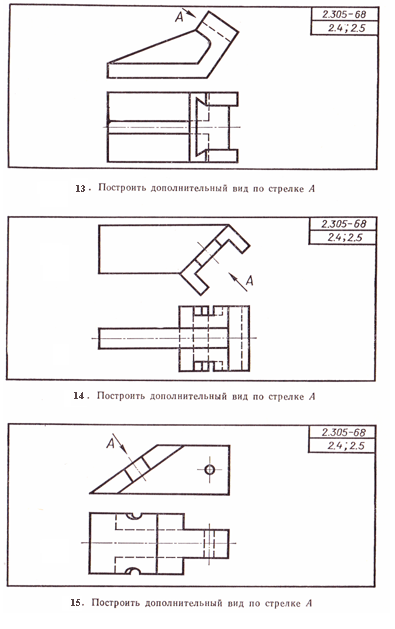 А
2.305-68
2.4; 2.5
13. Построить дополнительный вид по стрелке А
2.305-68
2.4; 2.5
А
14. Построить дополнительный вид по стрелке А
2.305-68
2.4; 2.5
А
15. Построить дополнительный вид по стрелке А